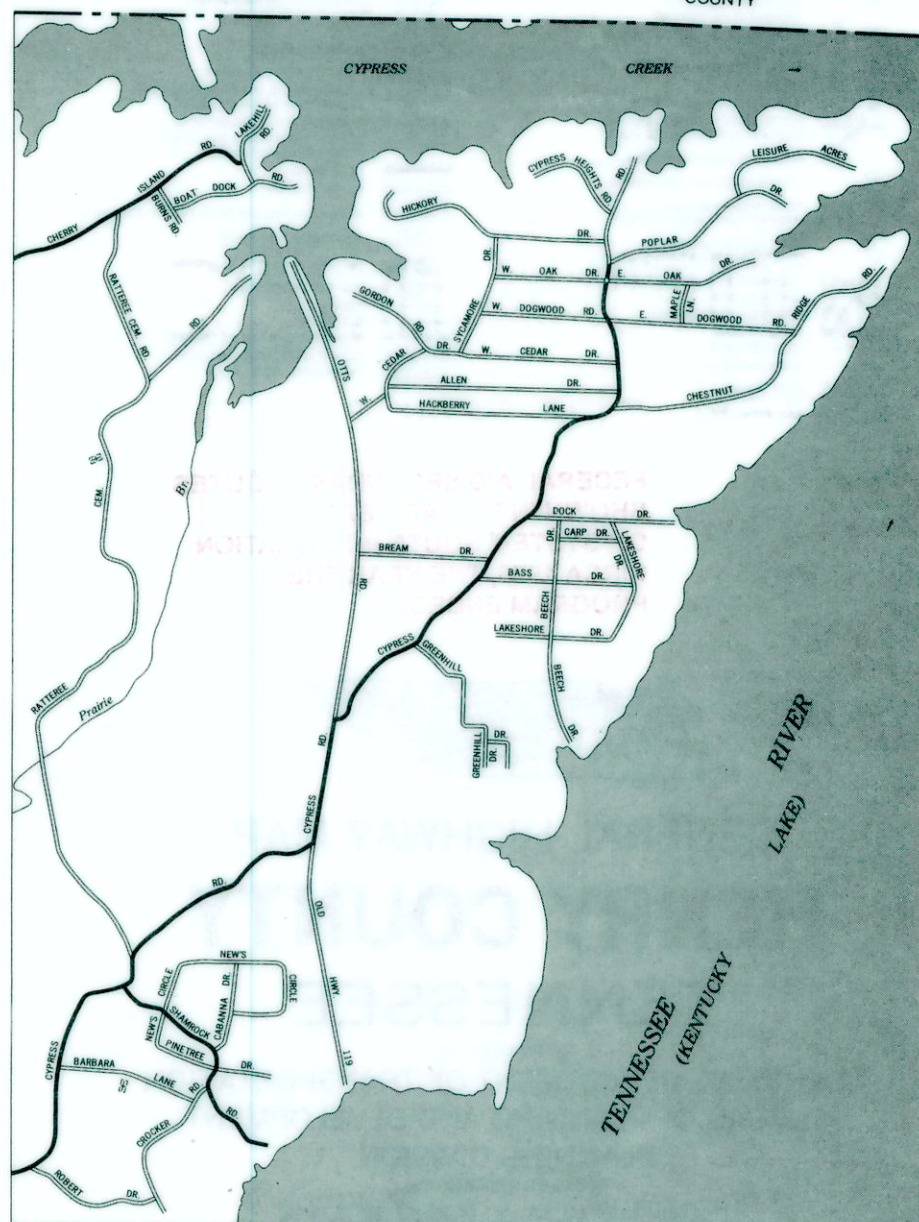 COUNTY
CYPRESS CREEK
LAKEHILL RD.
CHERRY ISLAND RD.
BOAT DOCK RD.
BURNS RD.
RATTEREE CEM. RD.
RD.
CEM.
RATTEREE
Prairie Br.
OTTS RD.
LEISURE ACRES
CYPRESS HEIGHTS RD
RD.
HICKORY DR.
POPLAR DR.
W. OAK DR.
E. OAK DR.
MAPLE LN.
SYCAMORE DR.
W. DOGWOOD RD.
E. DOGWOOD RD.
RIDGE RD.
CHESTNUT
GORDON RD.
W. CEDAR DR.
W. CEDAR DR.
ALLEN DR.
HACKBERRY LANE
DOCK DR.
CARP DR.
DR.
LAKESHORE DR.
BREAM DR.
BASS DR.
BEECH
LAKESHORE DR.
BEECH DR.
CYPRESS RD.
GREENHILL
GREENHILL DR.
DR.
CYPRESS
RD.
OLD HWY 119
NEW'S CIRCLE
CIRCLE
NEW'S
CABANNA DR.
SHAMROCK RD.
PINETREE DR.
CYPRESS
BARBARA LANE
CROCKER RD.
ROBERT DR.
TENNESSEE RIVER
(KENTUCKY LAKE)